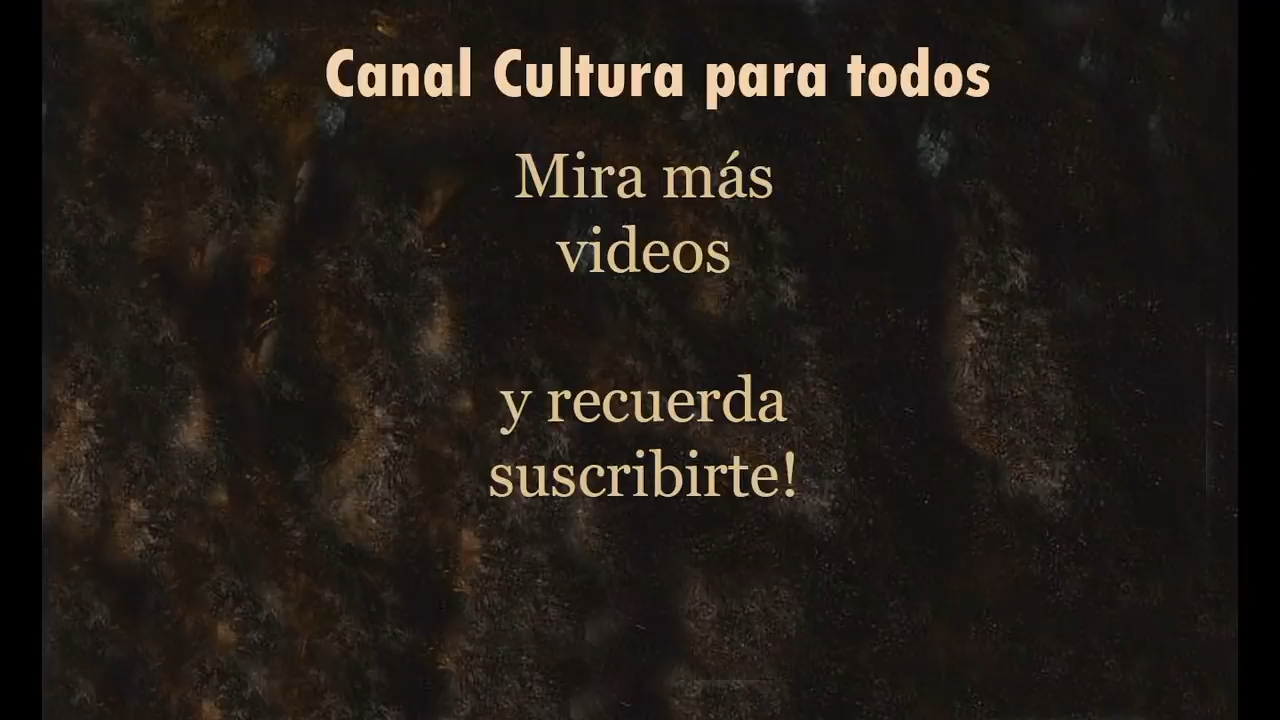 Canal Cultura para todos
Mira más
videos
y recuerda
suscribirte!